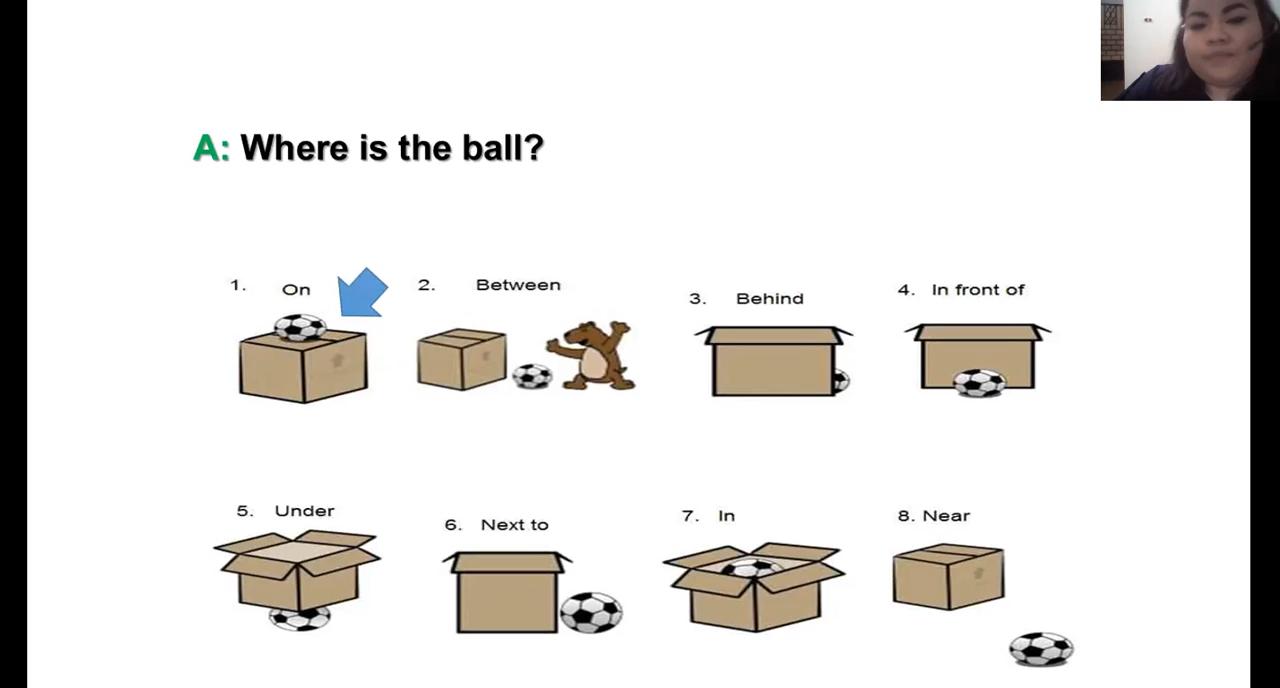 A: Where is the ball?
1. On
2. Between
3. Behind
4. In front of
5. Under
6. Next to
7. In
8. Near